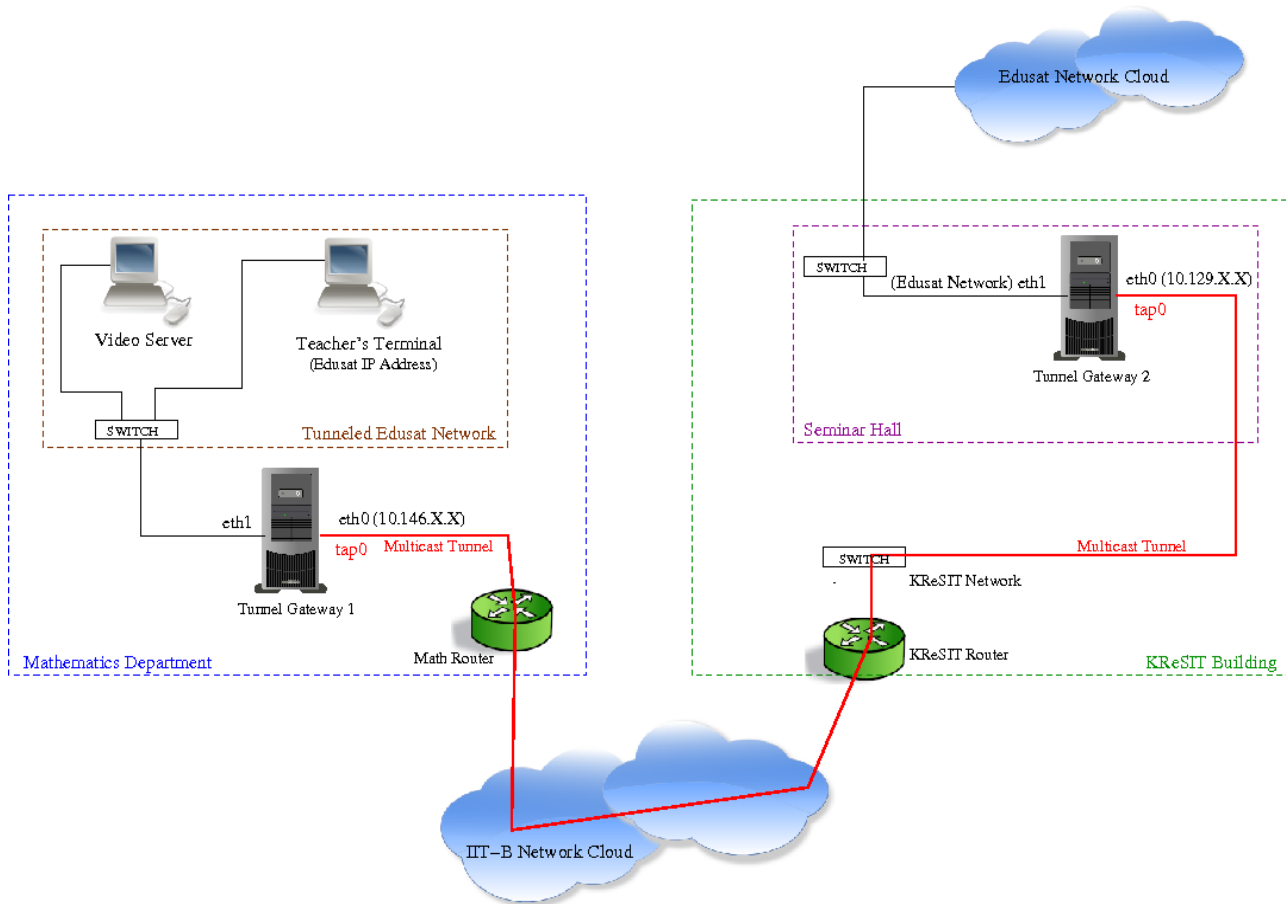 Edusat Network Cloud
Video Server
Teacher's Terminal
(Edusat IP Address)
SWITCH
Tunneled Edusat Network
eth1
eth0 (10.146.X.X)
tap0
Multicast Tunnel
Tunnel Gateway 1
Math Router
Mathematics Department
SWITCH
(Edusat Network) eth1
eth0 (10.129.X.X)
tap0
Tunnel Gateway 2
Seminar Hall
SWITCH
Multicast Tunnel
KReSIT Network
KReSIT Router
KReSIT Building
IIT–B Network Cloud